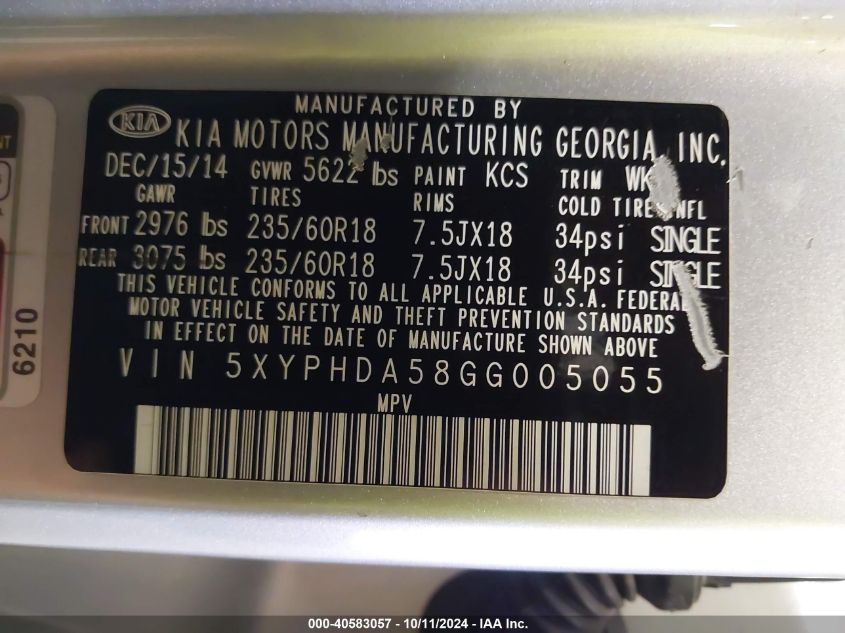 MANUFACTURED BY
KIA KIA MOTORS MANUFACTURING GEORGIA, INC.
DEC/15/14 GVWR 5622 lbs PAINT KCS TRIM WK
GAWR TIRES RIMS COLD TIRE INFL
FRONT 2976 lbs 235/60R18 7.5JX18 34psi SINGLE
REAR 3075 lbs 235/60R18 7.5JX18 34psi SINGLE
THIS VEHICLE CONFORMS TO ALL APPLICABLE U.S.A. FEDERAL
MOTOR VEHICLE SAFETY AND THEFT PREVENTION STANDARDS
IN EFFECT ON THE DATE OF MANUFACTURE SHOWN ABOVE
VIN 5XYPHDA58GG005055
MPV
6210
000-40583057 - 10/11/2024 - IAA Inc.